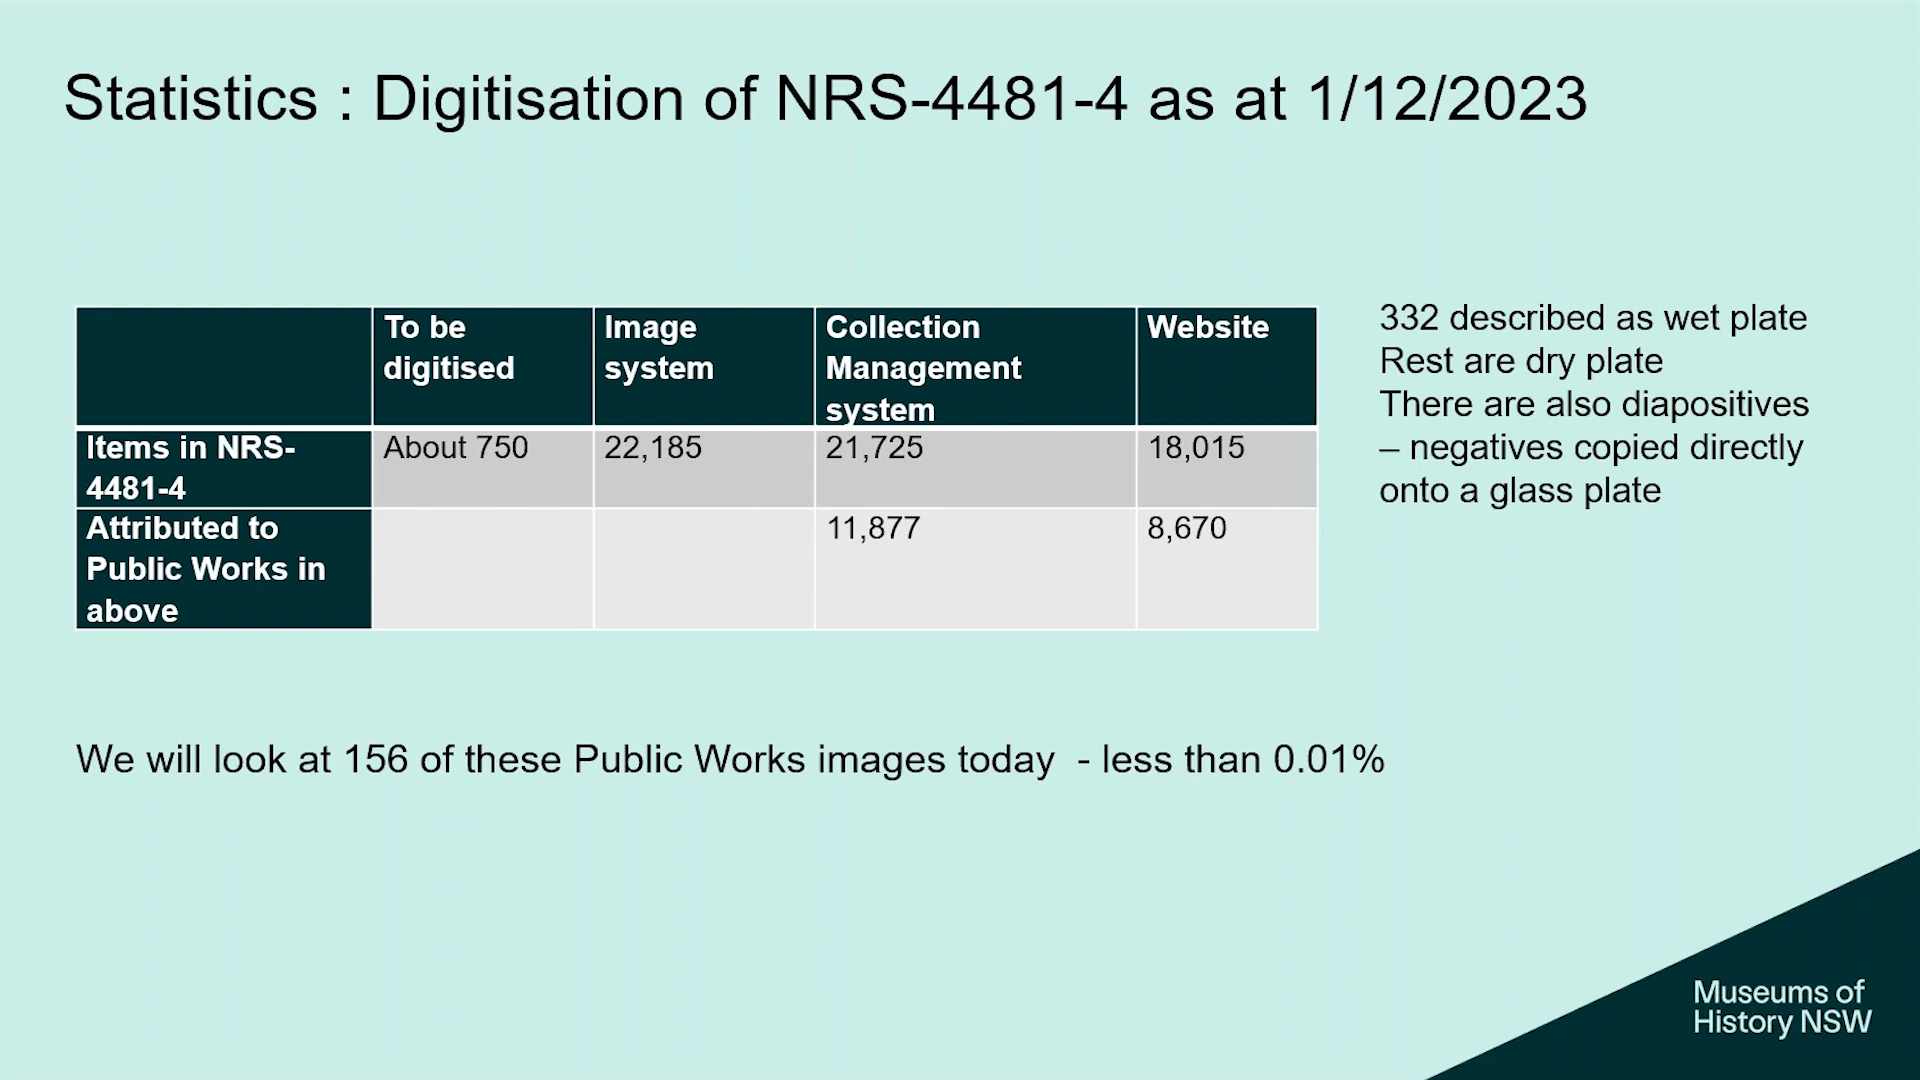 Statistics : Digitisation of NRS-4481-4 as at 1/12/2023
To be
digitised
Image
system
Collection
Management
system
Website
Items in NRS-
4481-4
About 750
22,185
21,725
18,015
Attributed to
Public Works in
above
11,877
8,670
332 described as wet plate
Rest are dry plate
There are also diapositives
– negatives copied directly
onto a glass plate
We will look at 156 of these Public Works images today  - less than 0.01%
Museums of
History NSW